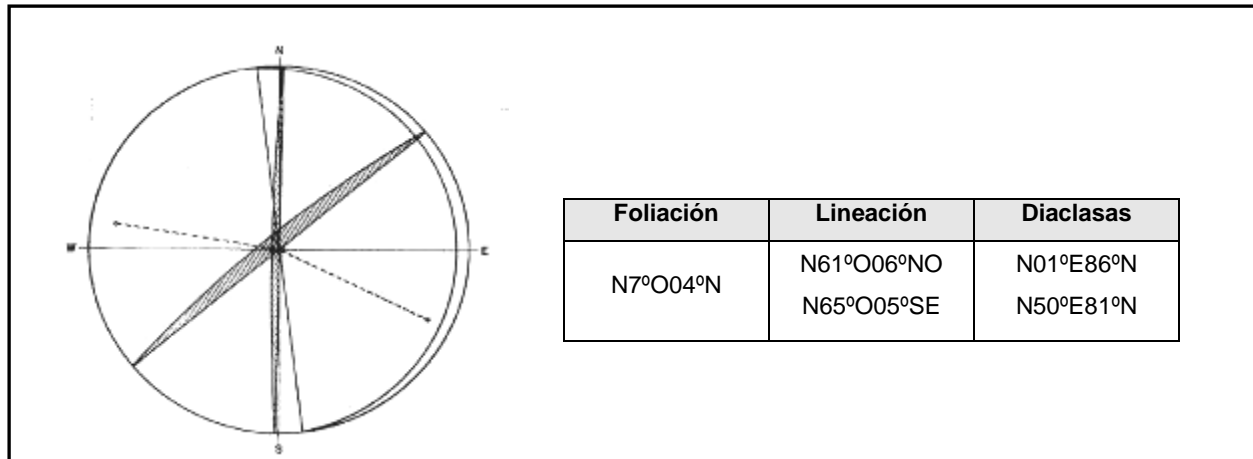 N
W
E
S
Foliación Lineación Diaclasas
N7ºO04ºN
N61ºO06ºNO N01ºE86ºN
N65ºO05ºSE N50ºE81ºN